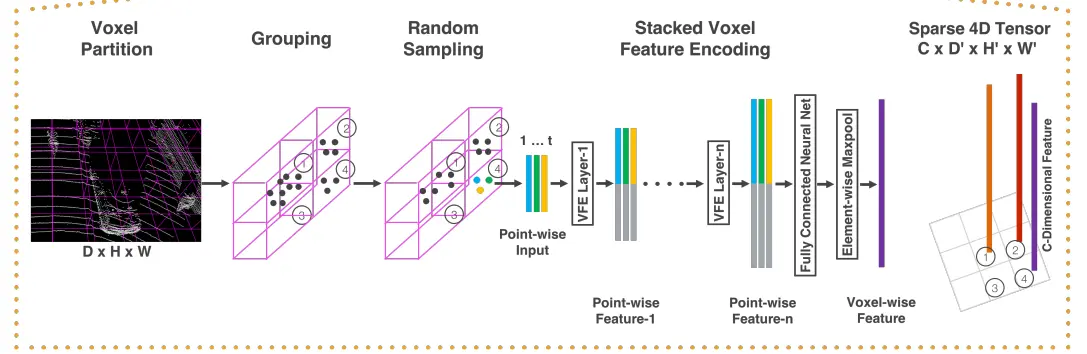 Voxel
Partition
Grouping
Random
Sampling
Stacked Voxel
Feature Encoding
Sparse 4D Tensor
C x D' x H' x W'
D x H x W
1
2
3
4
1
2
3
4
1 ... t
Point-wise
Input
VFE Layer-1
Point-wise
Feature-1
VFE Layer-n
Point-wise
Feature-n
Fully Connected Neural Net
Element-wise Maxpool
Voxel-wise
Feature
C-Dimensional Feature
1
2
3
4